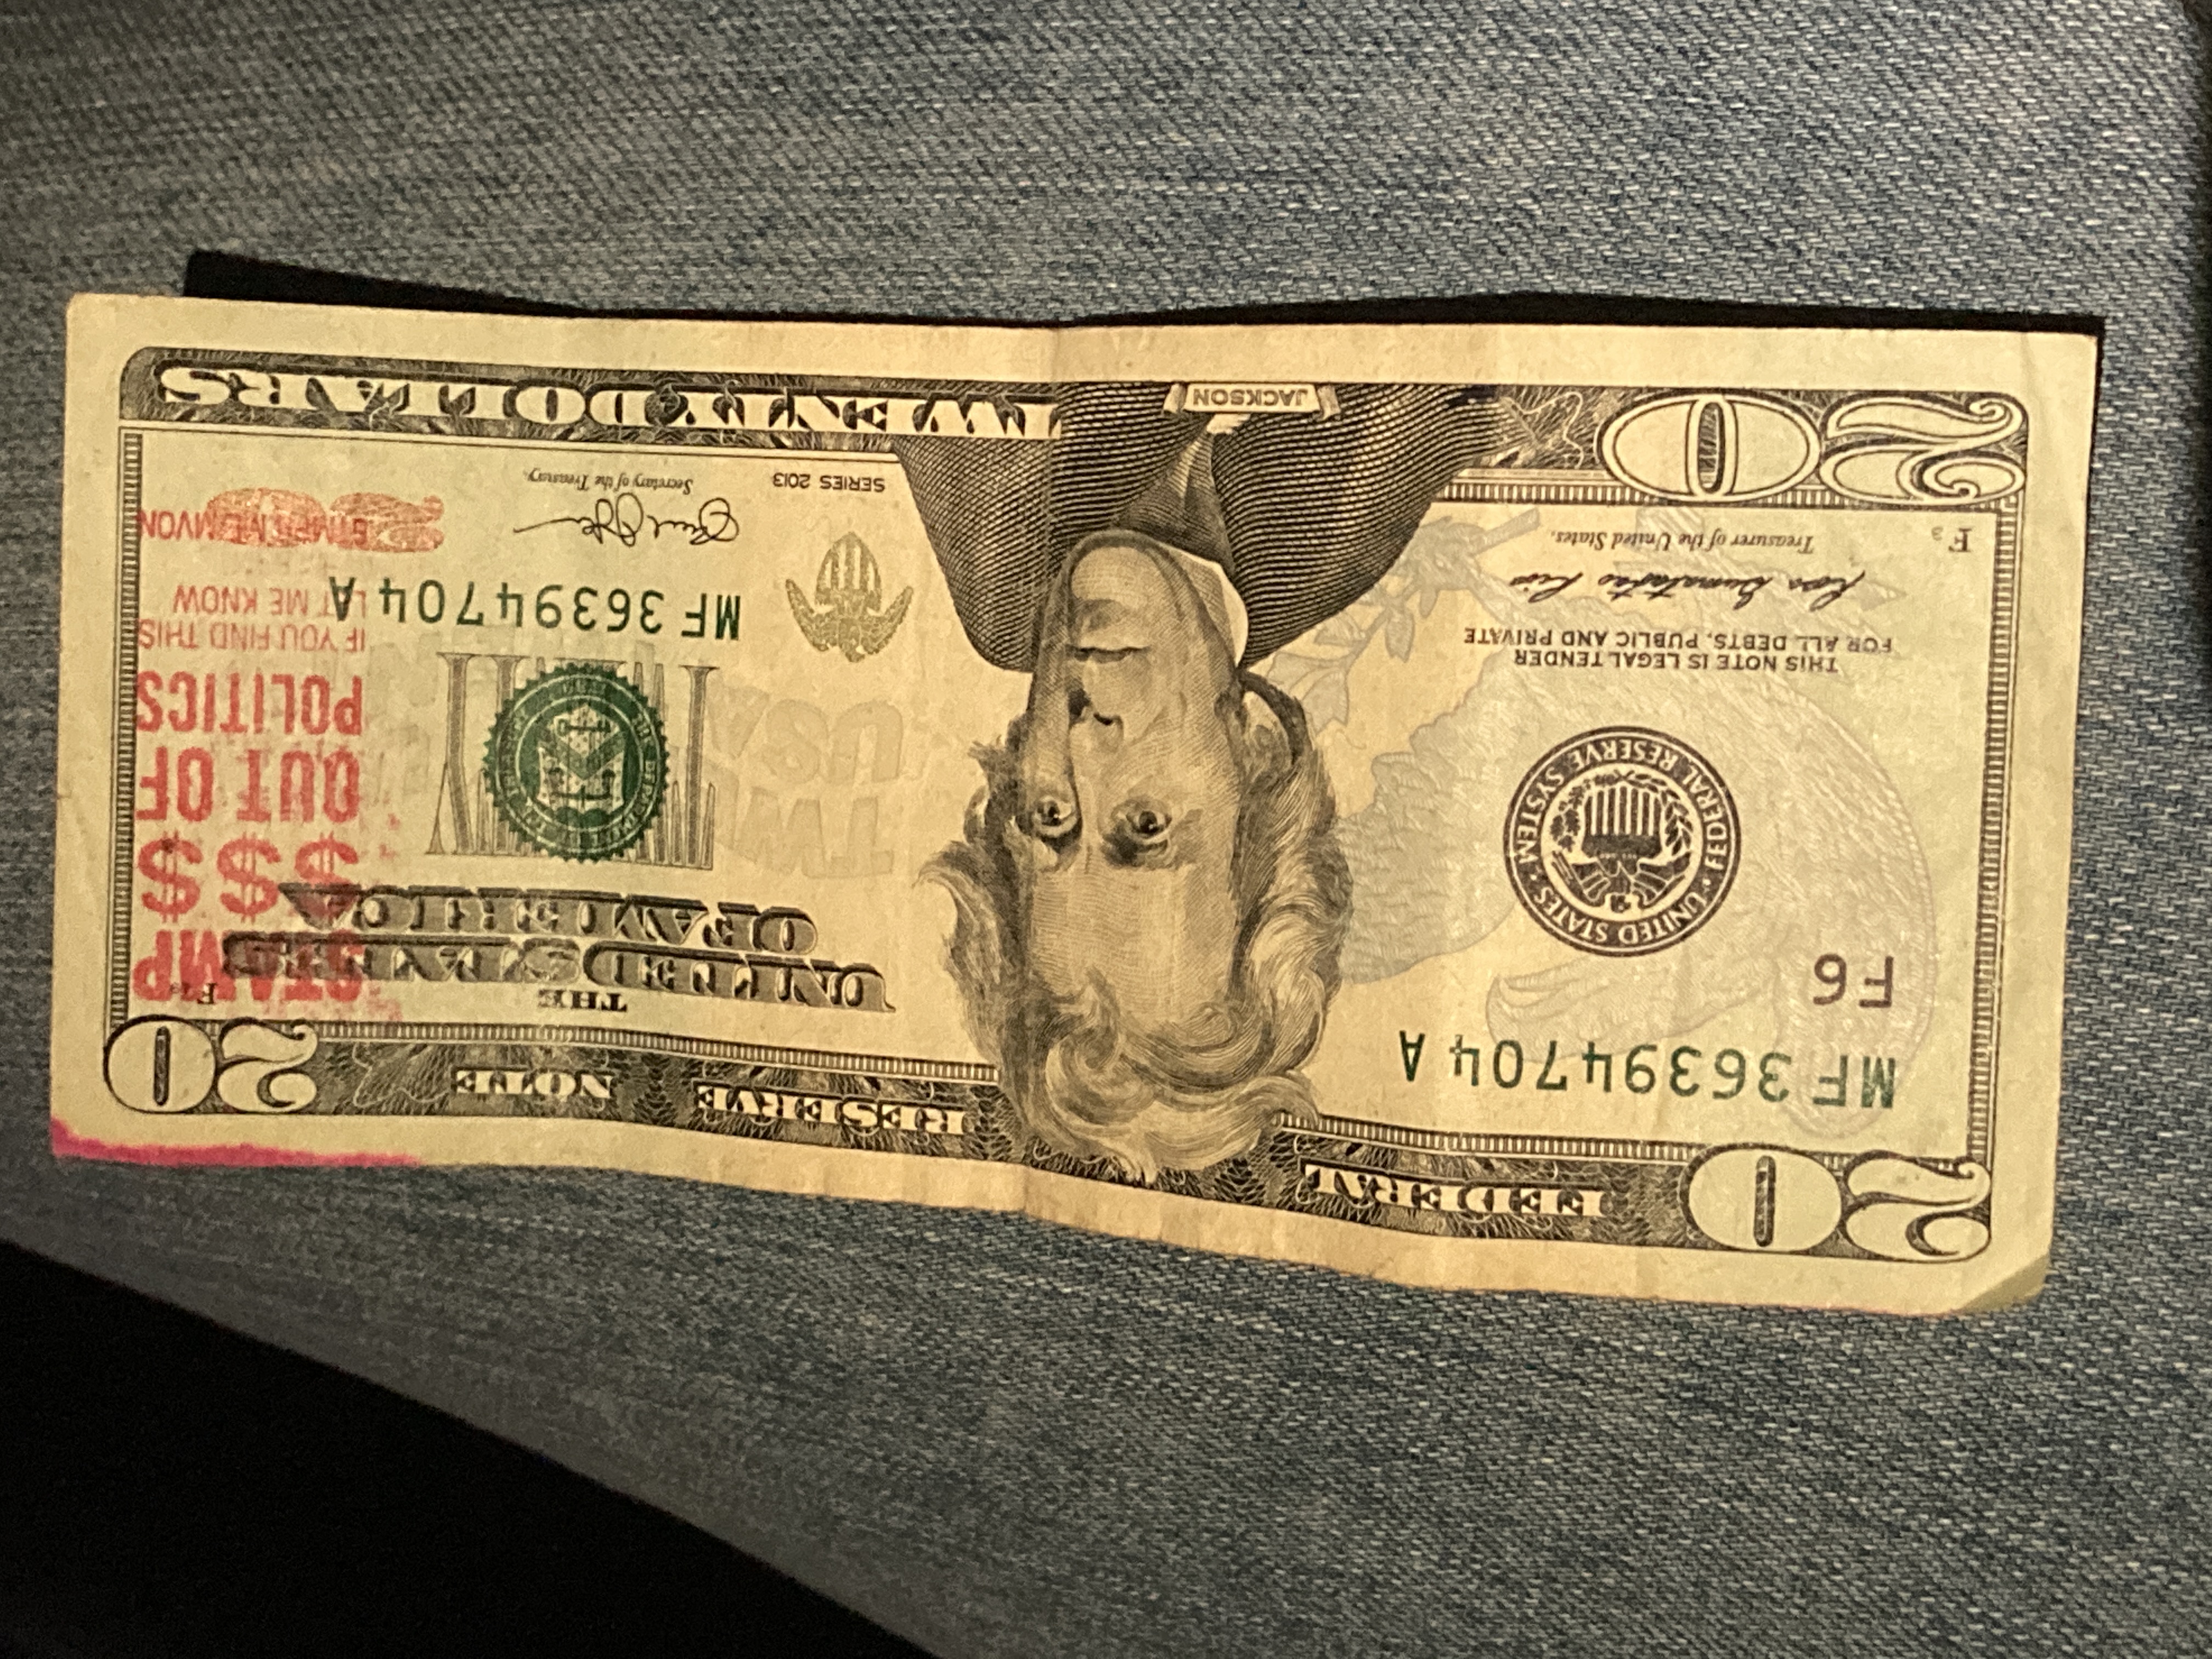 FEDERAL RESERVE NOTE
20
20
MF 36394704 A
F6
THE
UNITED STATES
OF AMERICA
UNITED STATES FEDERAL RESERVE SYSTEM
THIS NOTE IS LEGAL TENDER
FOR ALL DEBTS, PUBLIC AND PRIVATE
Treasurer of the United States.
F 3
20
JACKSON
USA
MF 36394704 A
SERIES 2013
Secretary of the Treasury.
TWENTY DOLLARS
STAMP
$$$
OUT OF
POLITICS
IF YOU FIND THIS
LET ME KNOW